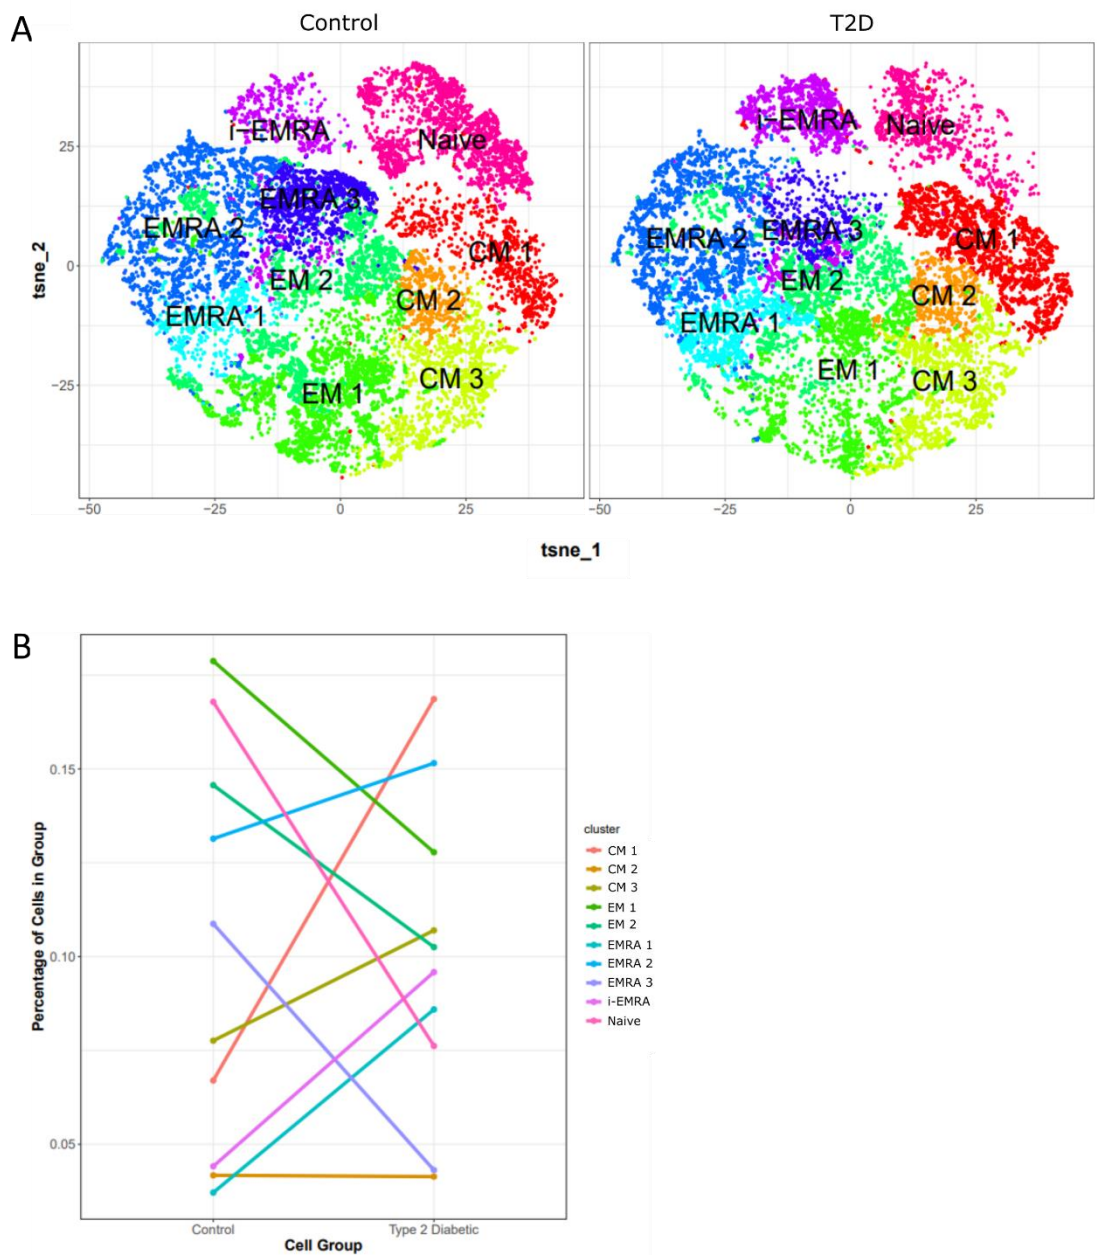 A
Control
T2D
i-EMRA
Naive
EMRA 3
EMRA 2
CM 1
EM 2
CM 2
EMRA 1
CM 3
EM 1
i-EMRA
Naive
EMRA 3
EMRA 2
CM 1
EM 2
CM 2
EMRA 1
EM 1
CM 3
tsne_2
25
0
−25
−50
−25
0
25
−50
−25
0
25
tsne_1
B
Percentage of Cells in Group
0.15
0.10
0.05
Control
Type 2 Diabetic
Cell Group
cluster
CM 1
CM 2
CM 3
EM 1
EM 2
EMRA 1
EMRA 2
EMRA 3
i-EMRA
Naive